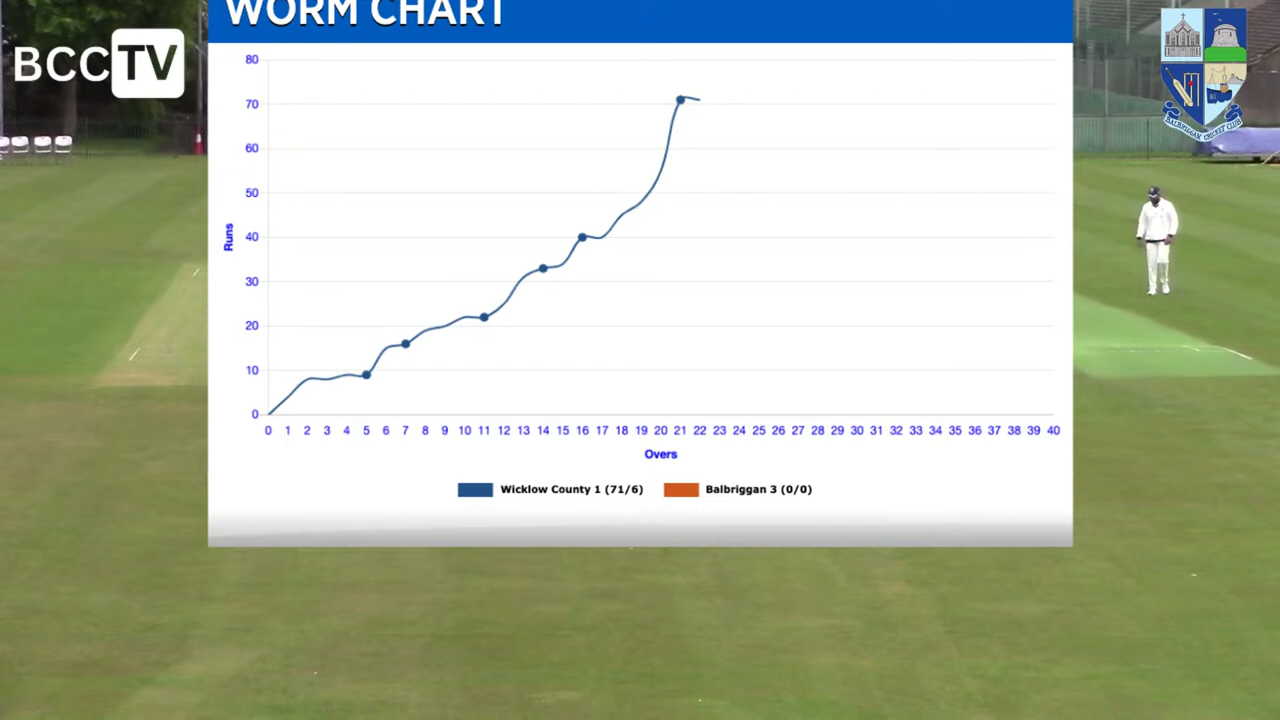 WORM CHART
BCCTV
80
70
60
50
40
30
20
10
0
Runs
0 1 2 3 4 5 6 7 8 9 10 11 12 13 14 15 16 17 18 19 20 21 22 23 24 25 26 27 28 29 30 31 32 33 34 35 36 37 38 39 40
Overs
Wicklow County 1 (71/6) Balbriggan 3 (0/0)
BALBRIGGAN CRICKET CLUB